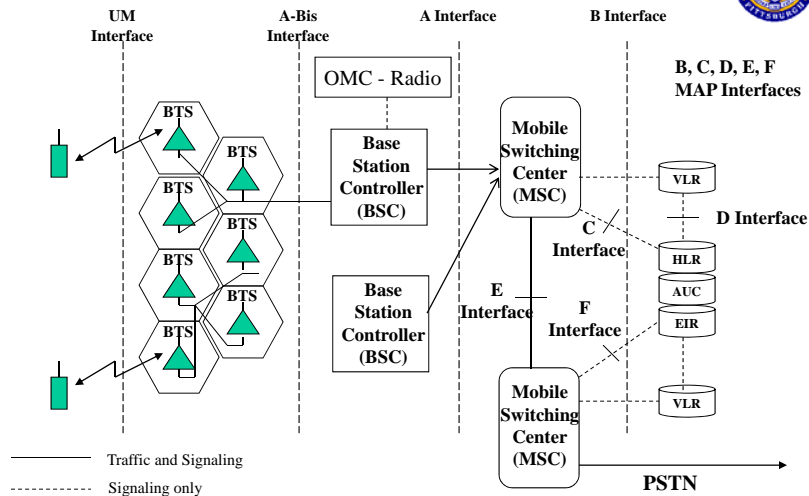 PITTSBURGH
UM
Interface
A-Bis
Interface
A Interface
B Interface
B, C, D, E, F
MAP Interfaces
OMC - Radio
BTS
BTS
BTS
BTS
BTS
BTS
BTS
Base
Station
Controller
(BSC)
Mobile
Switching
Center
(MSC)
VLR
D Interface
C
Interface
HLR
AUC
EIR
E
Interface
F
Interface
Base
Station
Controller
(BSC)
VLR
Mobile
Switching
Center
(MSC)
PSTN
Traffic and Signaling
Signaling only